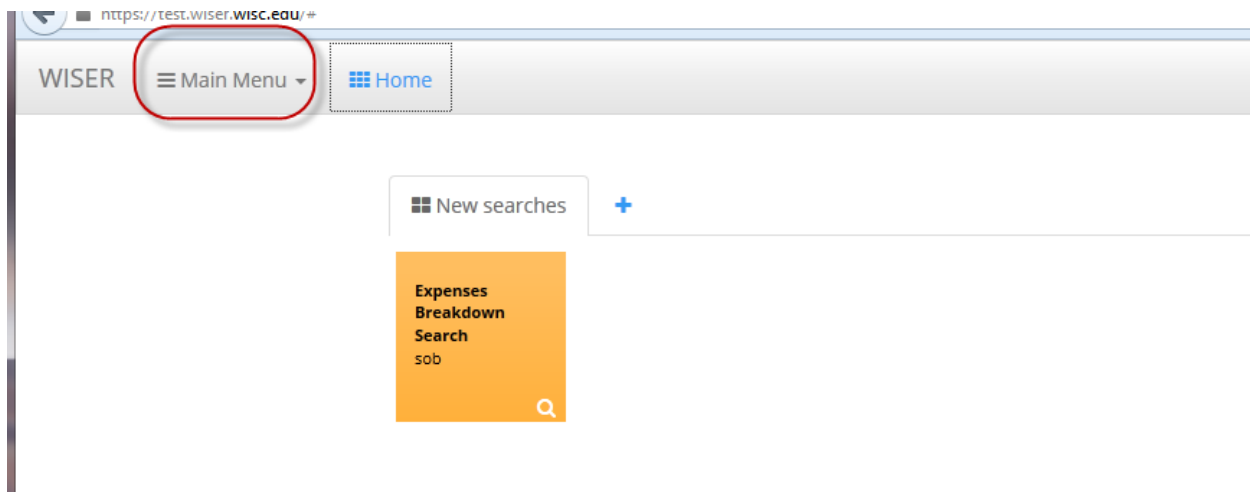 https://test.wiser.wisc.edu/#
WISER Main Menu Home
New searches +
Expenses
Breakdown
Search
sob